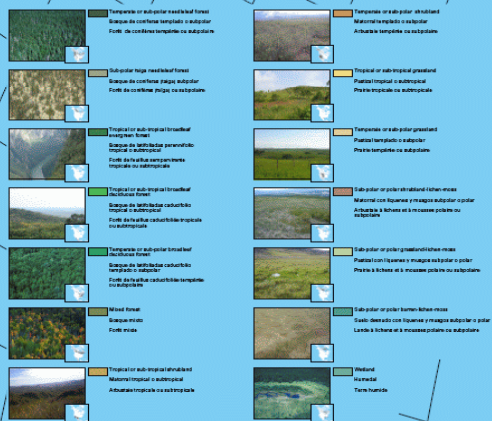 Temperate or sub-polar needleleaf forest
Bosque de coníferas templado o subpolar
Forêt de conifères tempérée ou subpolaire
Sub-polar taiga needleleaf forest
Bosque de coníferas (taiga) subpolar
Forêt de conifères (taïga) subpolaire
Tropical or sub-tropical broadleaf
evergreen forest
Bosque de latifoliadas perennifolio
tropical o subtropical
Forêt de feuillus sempervirente
tropicale ou subtropicale
Tropical or sub-tropical broadleaf
deciduous forest
Bosque de latifoliadas caducifolio
tropical o subtropical
Forêt de feuillus caducifoliée tropicale
ou subtropicale
Temperate or sub-polar broadleaf
deciduous forest
Bosque de latifoliadas caducifolio
templado o subpolar
Forêt de feuillus caducifoliée tempérée
ou subpolaire
Mixed forest
Bosque mixto
Forêt mixte
Tropical or sub-tropical shrubland
Matorral tropical o subtropical
Arbustaie tropicale ou subtropicale
Temperate or sub-polar shrubland
Matorral templado o subpolar
Arbustaie tempérée ou subpolaire
Tropical or sub-tropical grassland
Pastizal tropical o subtropical
Prairie tropicale ou subtropicale
Temperate or sub-polar grassland
Pastizal templado o subpolar
Prairie tempérée ou subpolaire
Sub-polar or polar shrubland-lichen-moss
Matorral con líquenes y musgos subpolar o polar
Arbustaie à lichens et à mousses polaire ou
subpolaire
Sub-polar or polar grassland-lichen-moss
Pastizal con líquenes y musgos subpolar o polar
Prairie à lichens et à mousses polaire ou subpolaire
Sub-polar or polar barren-lichen-moss
Suelo desnudo con líquenes y musgos subpolar o polar
Lande à lichens et à mousses polaire ou subpolaire
Wetland
Humedal
Terre humide